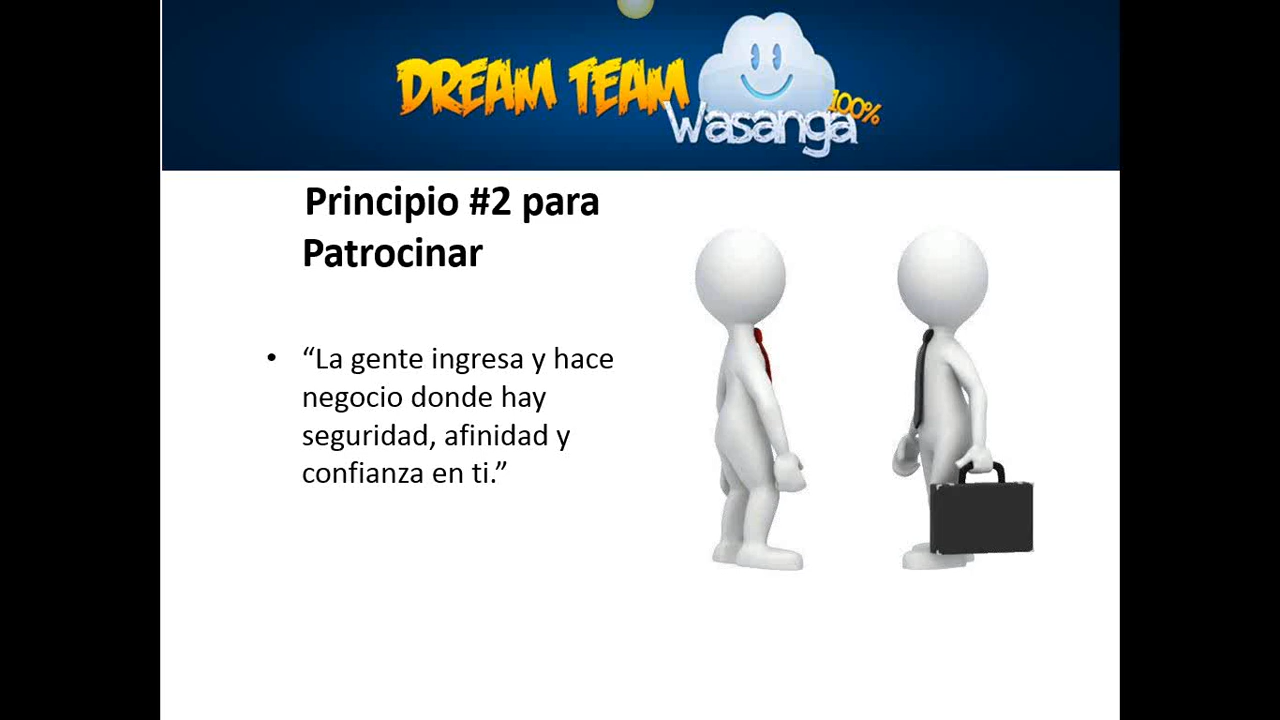 DREAM TEAM
Wasanga 100%
Principio #2 para
Patrocinar
• “La gente ingresa y hace
negocio donde hay
seguridad, afinidad y
confianza en ti.”